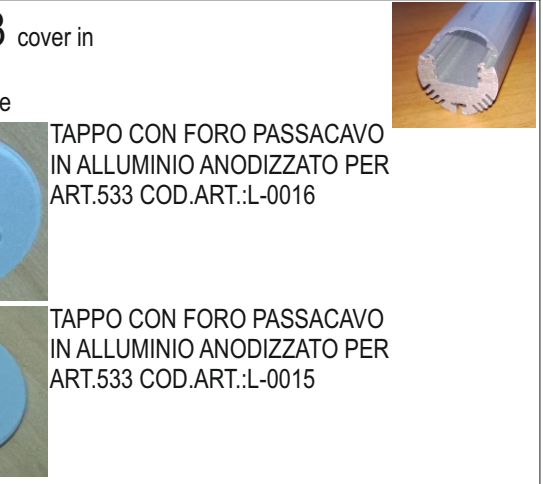 3 cover in
e
TAPPO CON FORO PASSACAVO
IN ALLUMINIO ANODIZZATO PER
ART.533 COD.ART.:L-0016
TAPPO CON FORO PASSACAVO
IN ALLUMINIO ANODIZZATO PER
ART.533 COD.ART.:L-0015